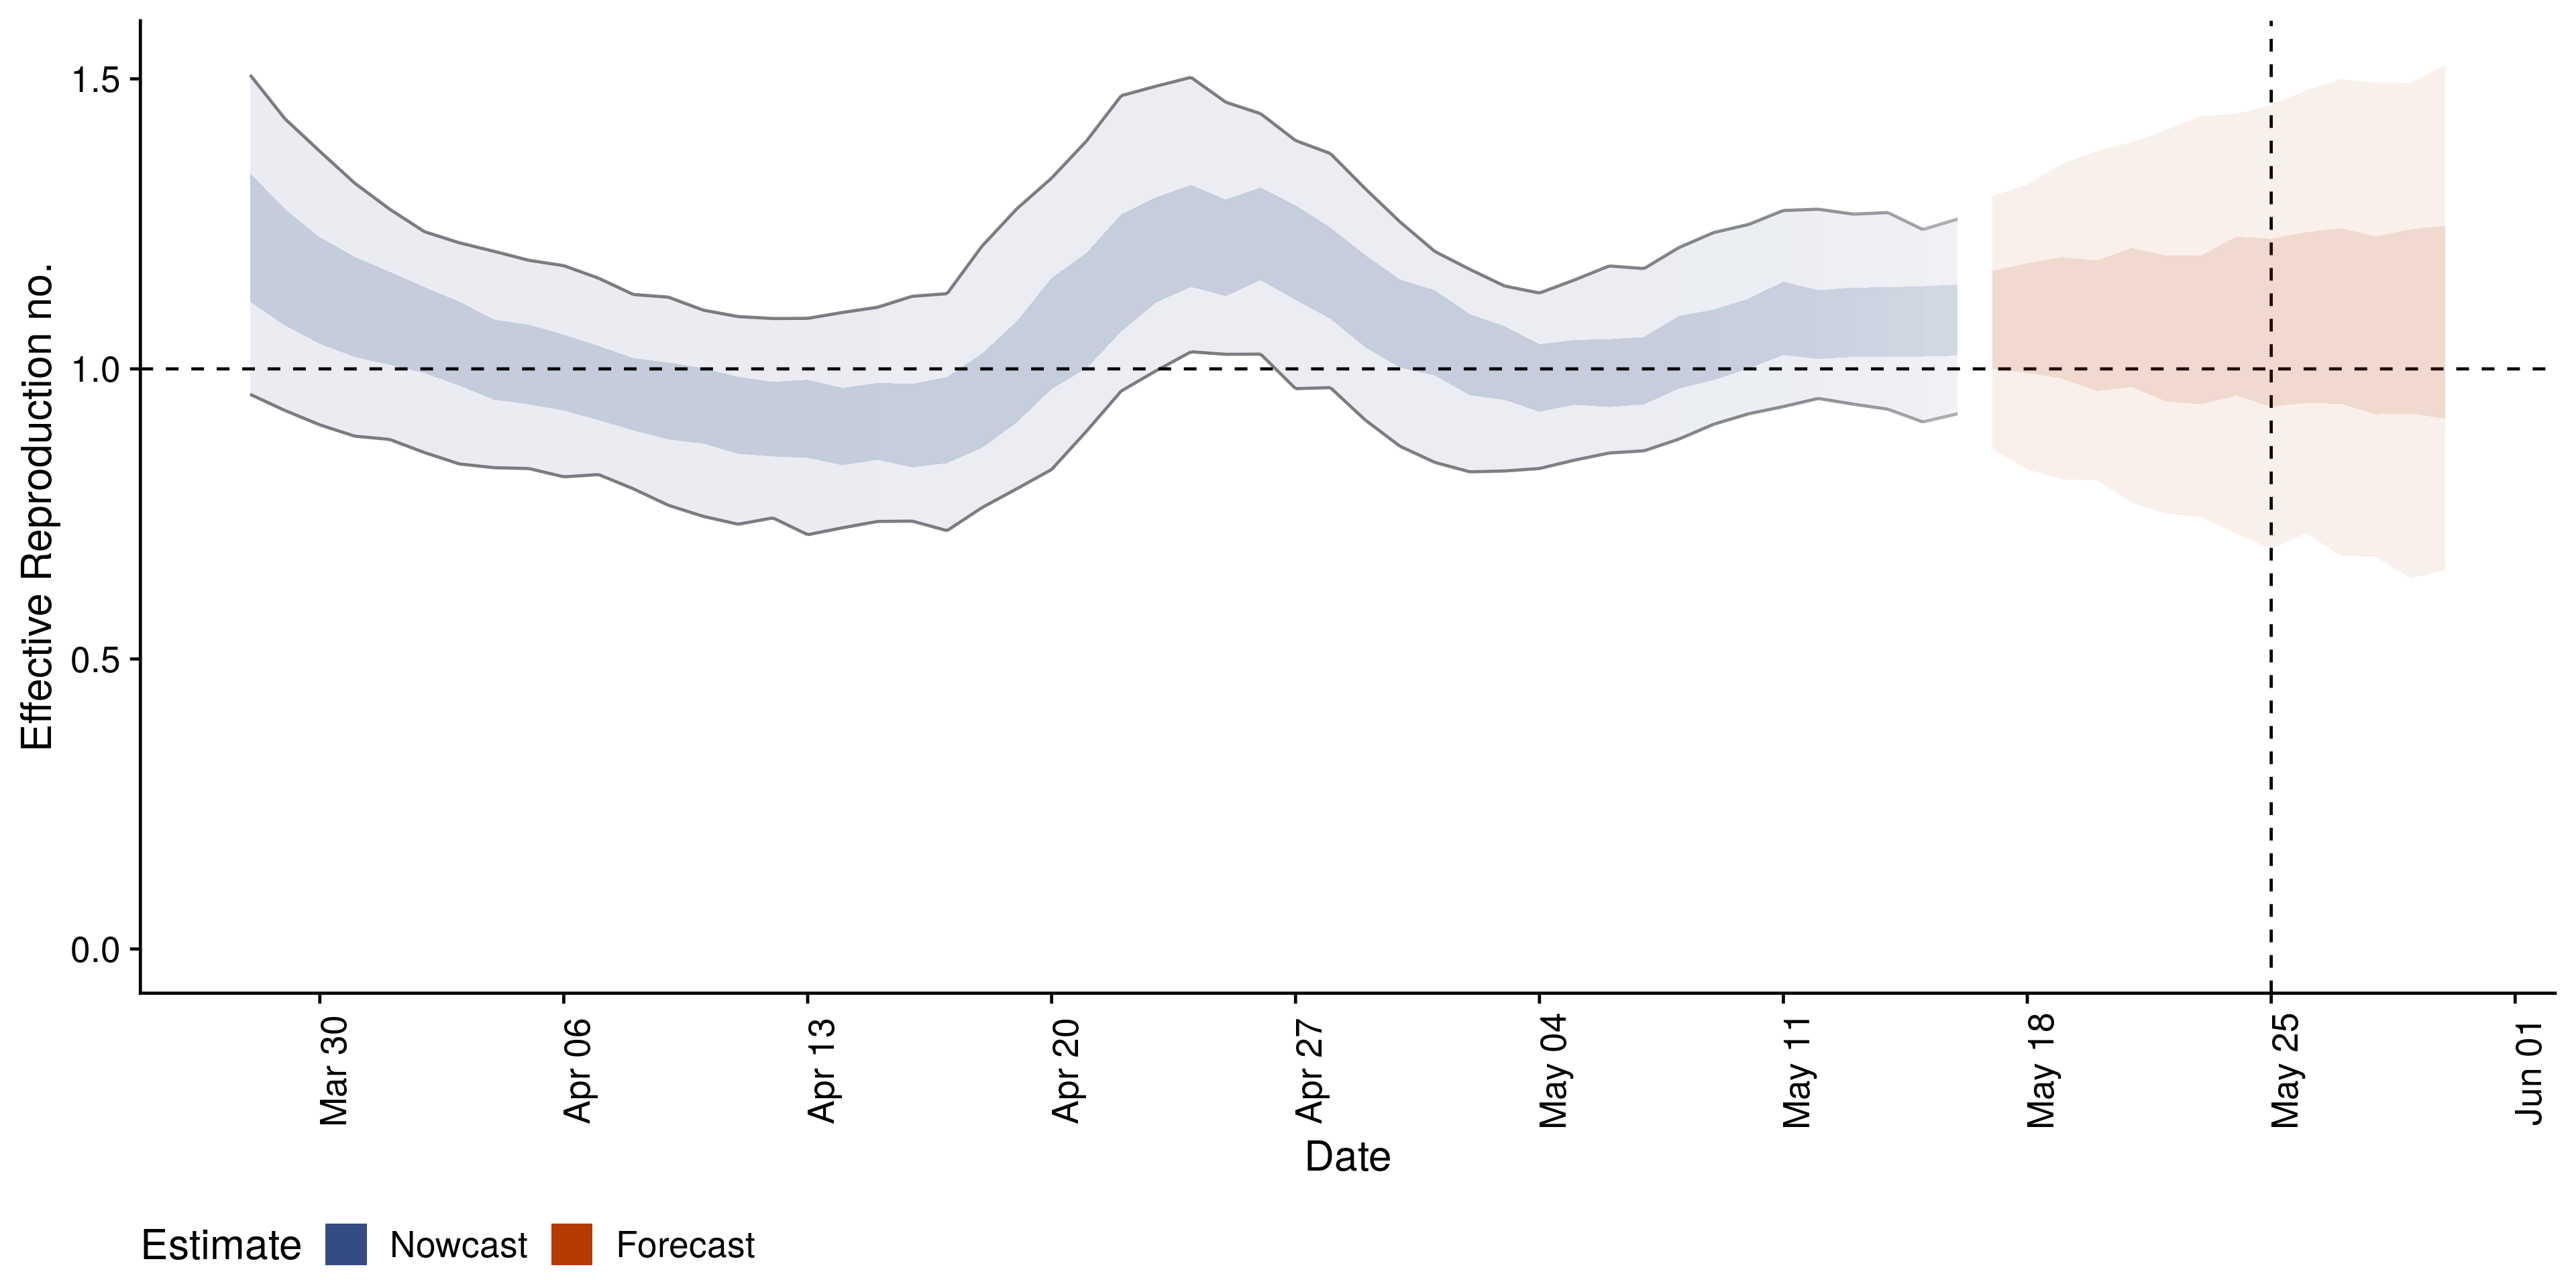 Effective Reproduction no.
1.5
1.0
0.5
0.0
Mar 30
Apr 06
Apr 13
Apr 20
Apr 27
May 04
May 11
May 18
May 25
Jun 01
Date
Estimate Nowcast Forecast